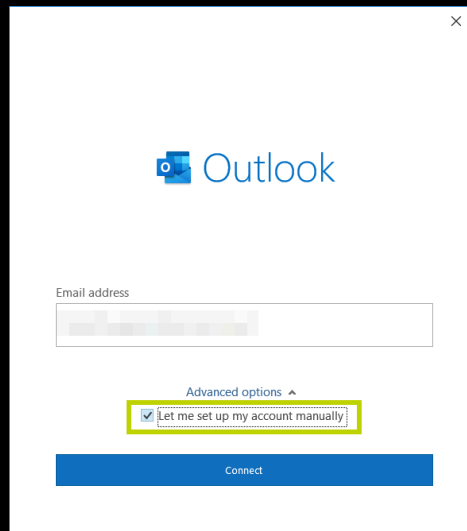 Outlook
Email address
Advanced options
Let me set up my account manually
Connect